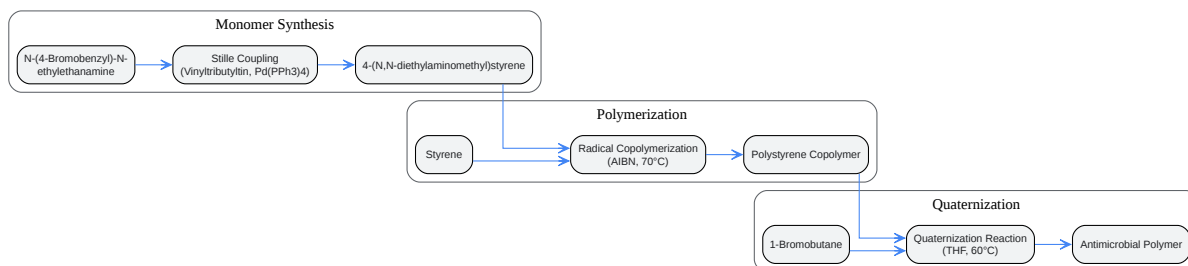 Monomer Synthesis
N-(4-Bromobenzyl)-N-
ethylethanamine
Stille Coupling
(Vinyltributyltin, Pd(PPh3)4)
4-(N,N-diethylaminomethyl)styrene
Polymerization
Styrene
Radical Copolymerization
(AIBN, 70°C)
Polystyrene Copolymer
Quaternization
1-Bromobutane
Quaternization Reaction
(THF, 60°C)
Antimicrobial Polymer